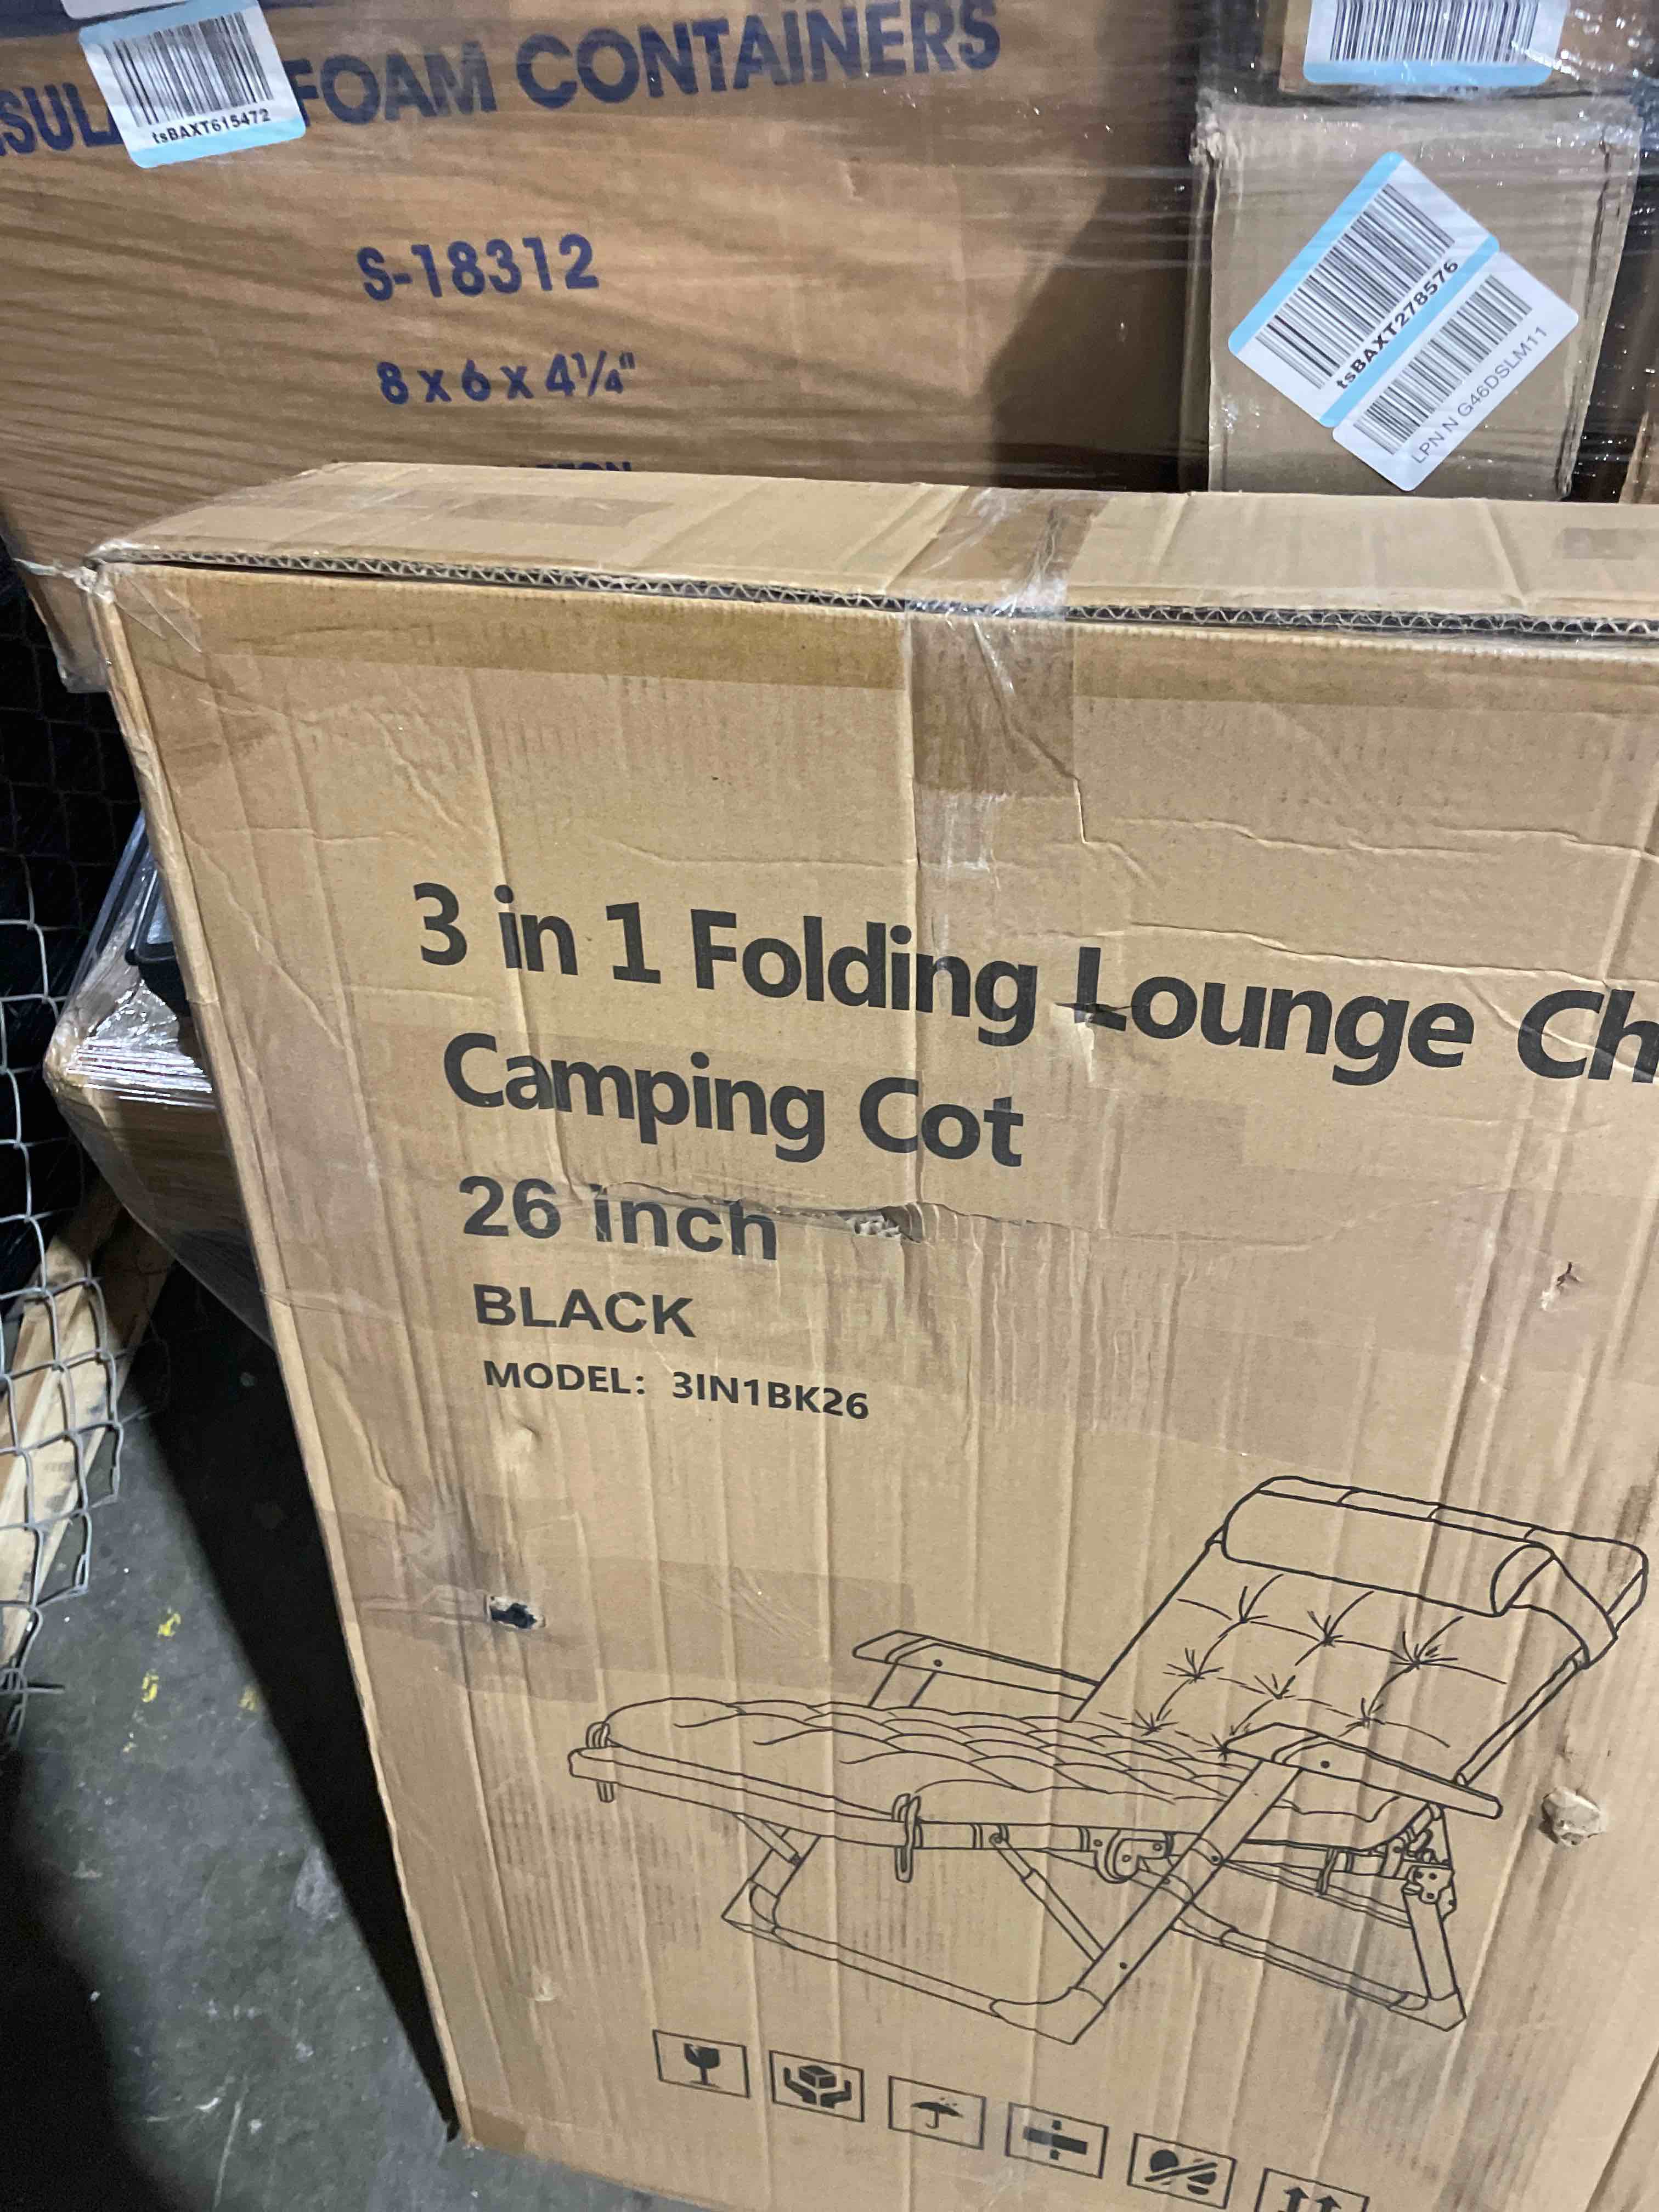 FOAM CONTAINERS
tsBAXT615472
S-18312
8 x 6 x 4¼"
tsBAXT278576
LPN N G46DSLM11
3 in 1 Folding Lounge Ch
Camping Cot
26 inch
BLACK
MODEL: 3IN1BK26